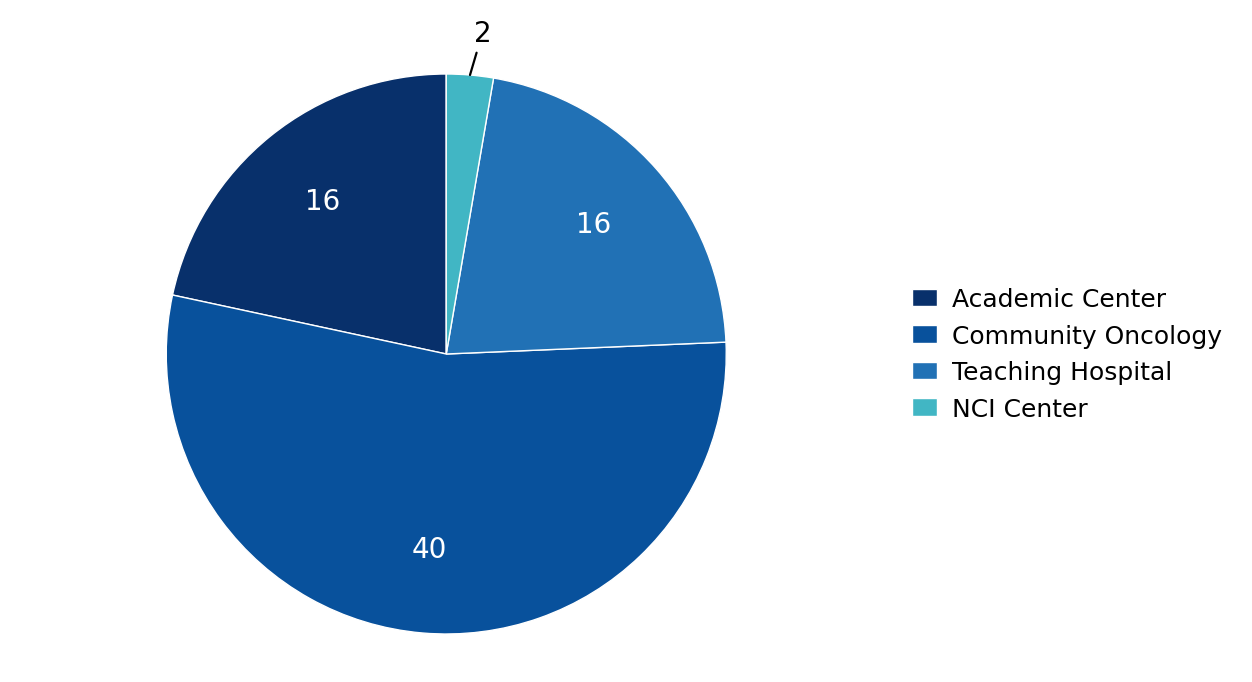 2
16
16
40
Academic Center
Community Oncology
Teaching Hospital
NCI Center